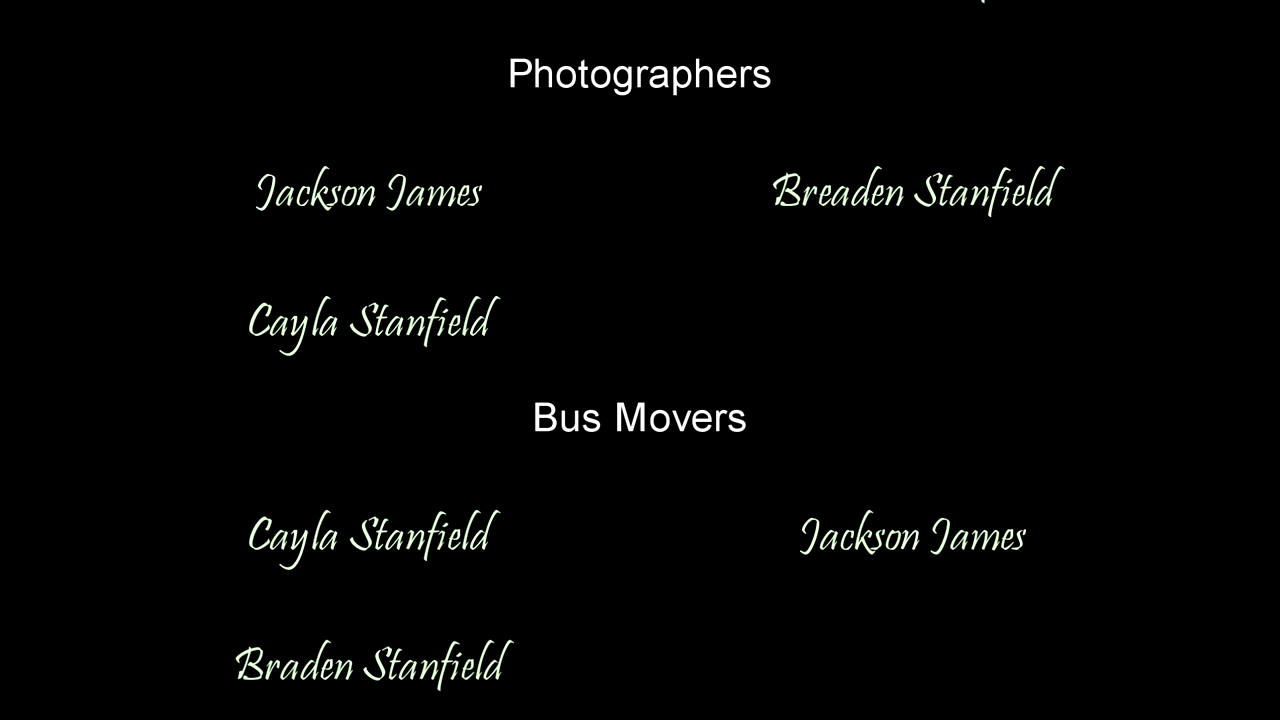 Photographers
Jackson James Breaden Stanfield
Cayla Stanfield
Bus Movers
Cayla Stanfield Jackson James
Braden Stanfield